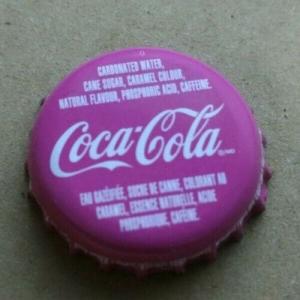 CARBONATED WATER,
CANE SUGAR, CARAMEL COLOUR,
NATURAL FLAVOUR, PHOSPHORIC ACID, CAFFEINE.
Coca-Cola ®/MD
EAU GAZÉIFIÉE, SUCRE DE CANNE, COLORANT AU
CARAMEL, ESSENCE NATURELLE, ACIDE
PHOSPHORIQUE, CAFÉINE.